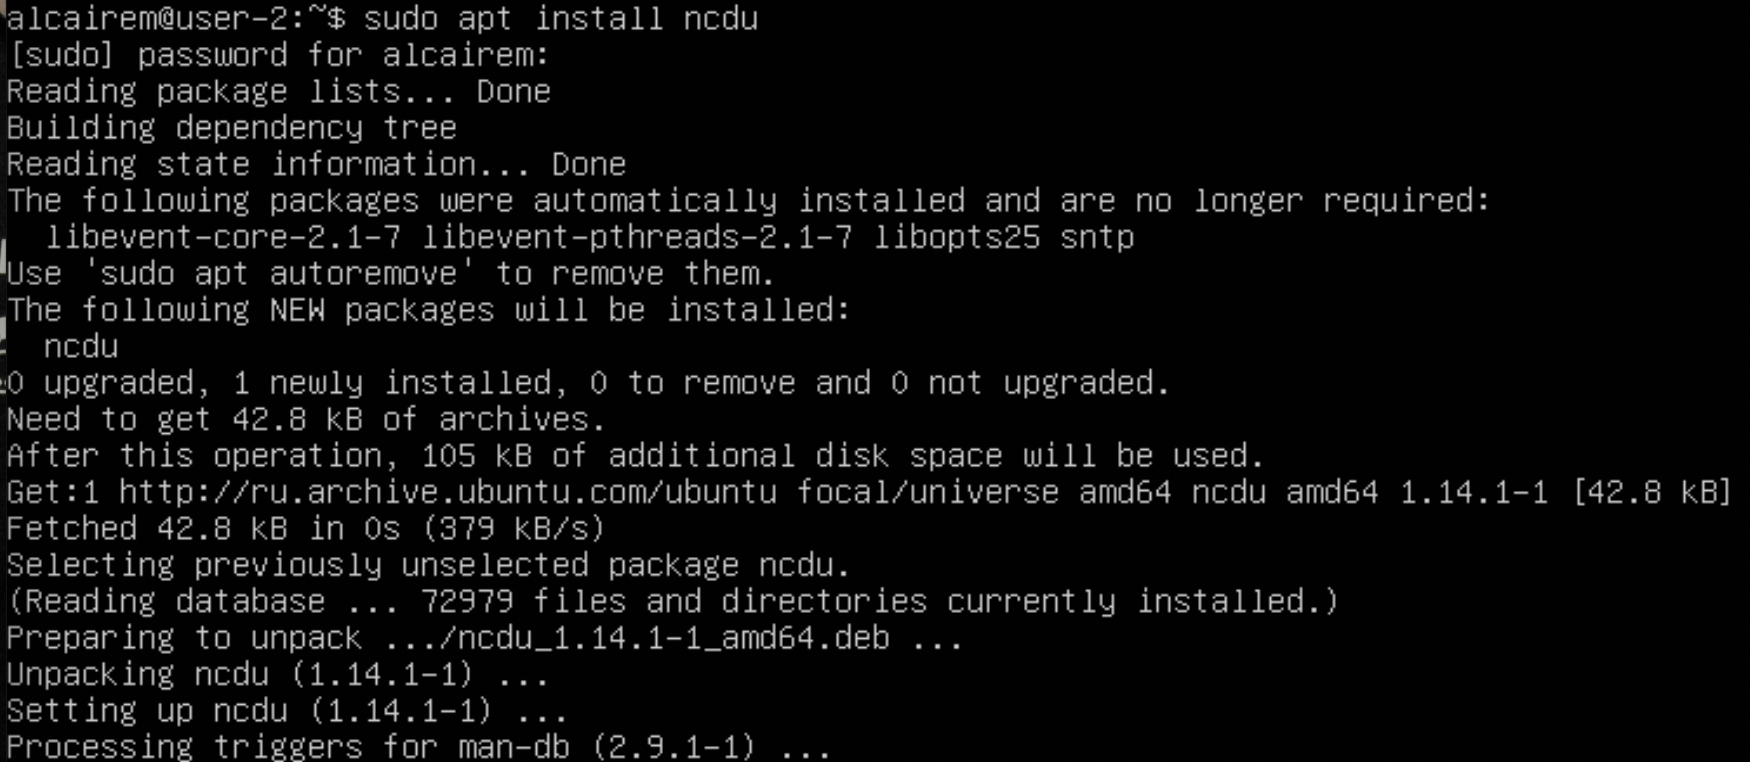 alcairem@user-2:~$ sudo apt install ncdu
[sudo] password for alcairem:
Reading package lists... Done
Building dependency tree
Reading state information... Done
The following packages were automatically installed and are no longer required:
  libevent-core-2.1-7 libevent-pthreads-2.1-7 libopts25 sntp
Use 'sudo apt autoremove' to remove them.
The following NEW packages will be installed:
  ncdu
0 upgraded, 1 newly installed, 0 to remove and 0 not upgraded.
Need to get 42.8 kB of archives.
After this operation, 105 kB of additional disk space will be used.
Get:1 http://ru.archive.ubuntu.com/ubuntu focal/universe amd64 ncdu amd64 1.14.1-1 [42.8 kB]
Fetched 42.8 kB in 0s (379 kB/s)
Selecting previously unselected package ncdu.
(Reading database ... 72979 files and directories currently installed.)
Preparing to unpack .../ncdu_1.14.1-1_amd64.deb ...
Unpacking ncdu (1.14.1-1) ...
Setting up ncdu (1.14.1-1) ...
Processing triggers for man-db (2.9.1-1) ...